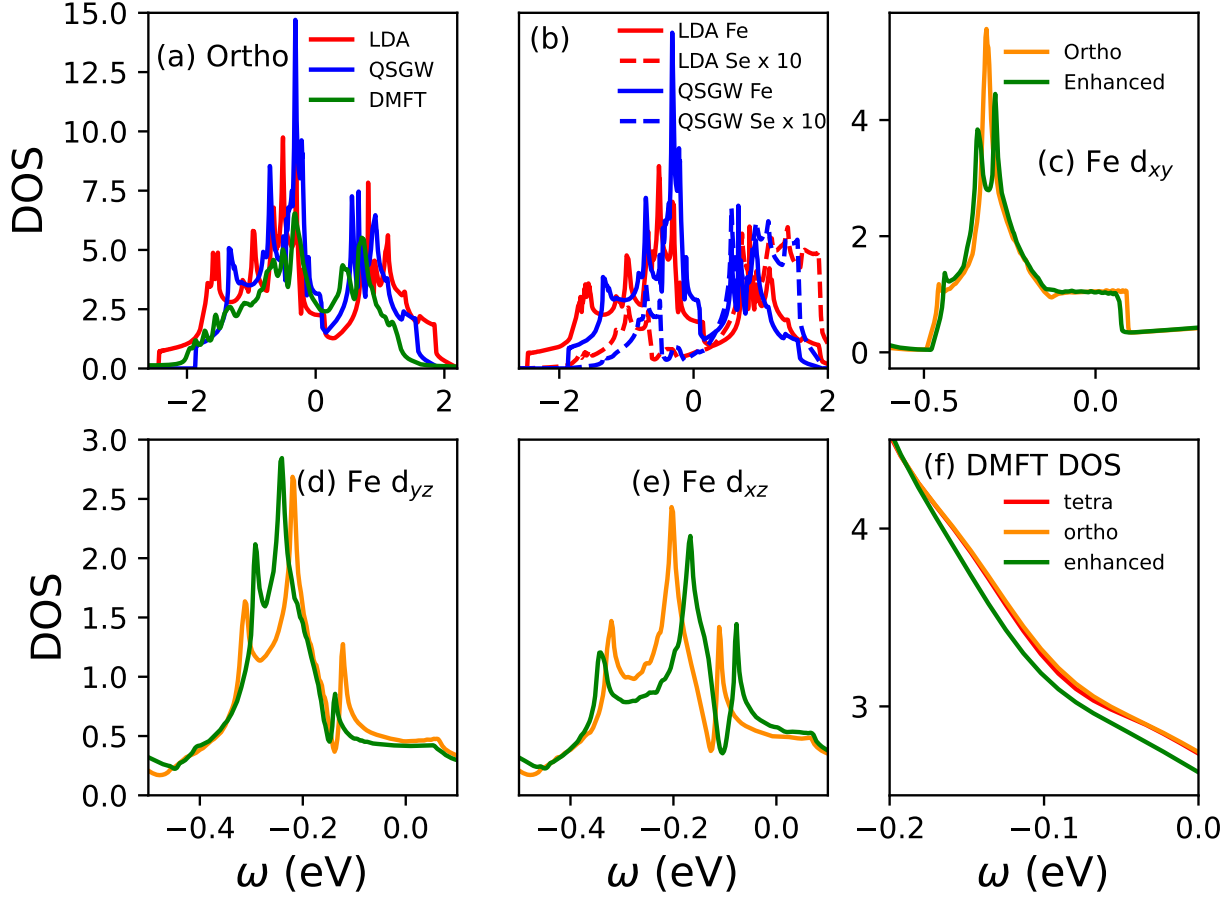 15.0
12.5
10.0
7.5
5.0
2.5
0.0
DOS
(a) Ortho
LDA
QSGW
DMFT
−2
0
2
(b)
LDA Fe
LDA Se x 10
QSGW Fe
QSGW Se x 10
−2
0
2
4
2
0
Ortho
Enhanced
(c) Fe dxy
−0.5
0.0
3.0
2.5
2.0
1.5
1.0
0.5
0.0
DOS
(d) Fe dyz
−0.4
−0.2
0.0
ω (eV)
(e) Fe dxz
−0.4
−0.2
0.0
ω (eV)
4
3
(f) DMFT DOS
tetra
ortho
enhanced
−0.2
−0.1
0.0
ω (eV)